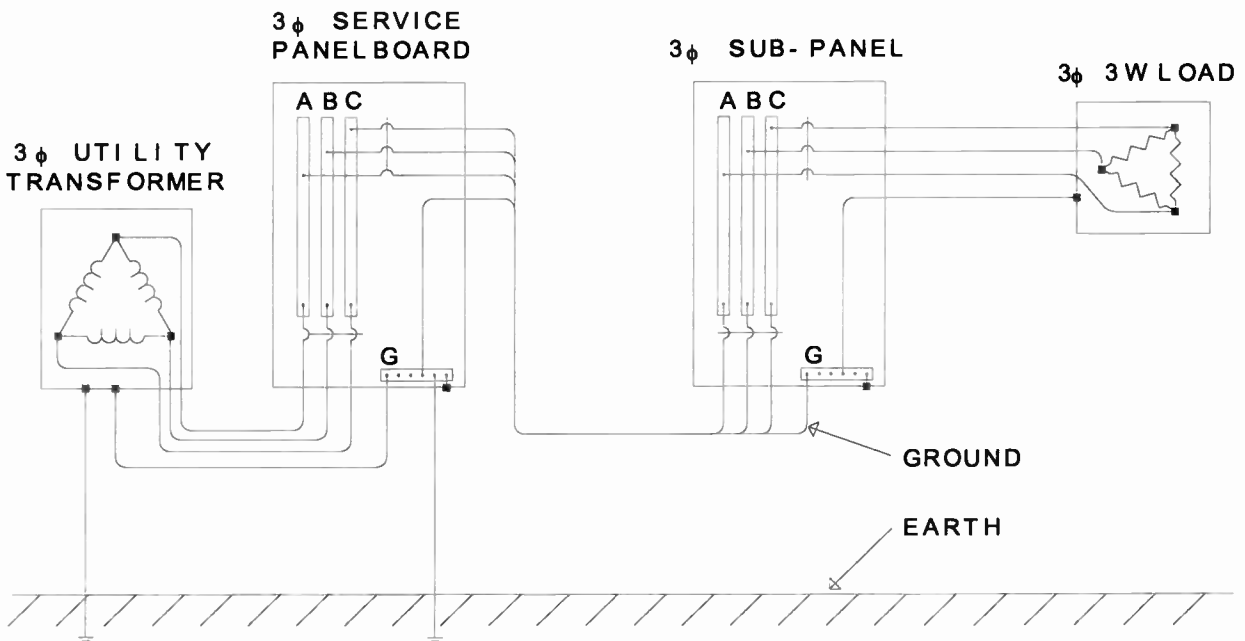 3ϕ SERVICE
PANELBOARD
3ϕ SUB-PANEL
3ϕ 3W LOAD
3ϕ UTILITY
TRANSFORMER
A B C
A B C
G
G
GROUND
EARTH